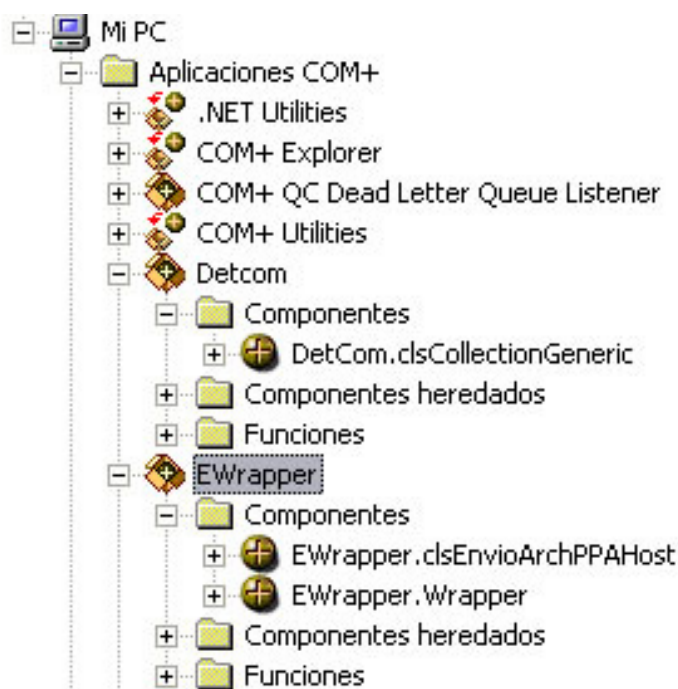 Mi PC
Aplicaciones COM+
.NET Utilities
COM+ Explorer
COM+ QC Dead Letter Queue Listener
COM+ Utilities
Detcom
Componentes
DetCom.clsCollectionGeneric
Componentes heredados
Funciones
EWrapper
Componentes
EWrapper.clsEnvioArchPPAHost
EWrapper.Wrapper
Componentes heredados
Funciones